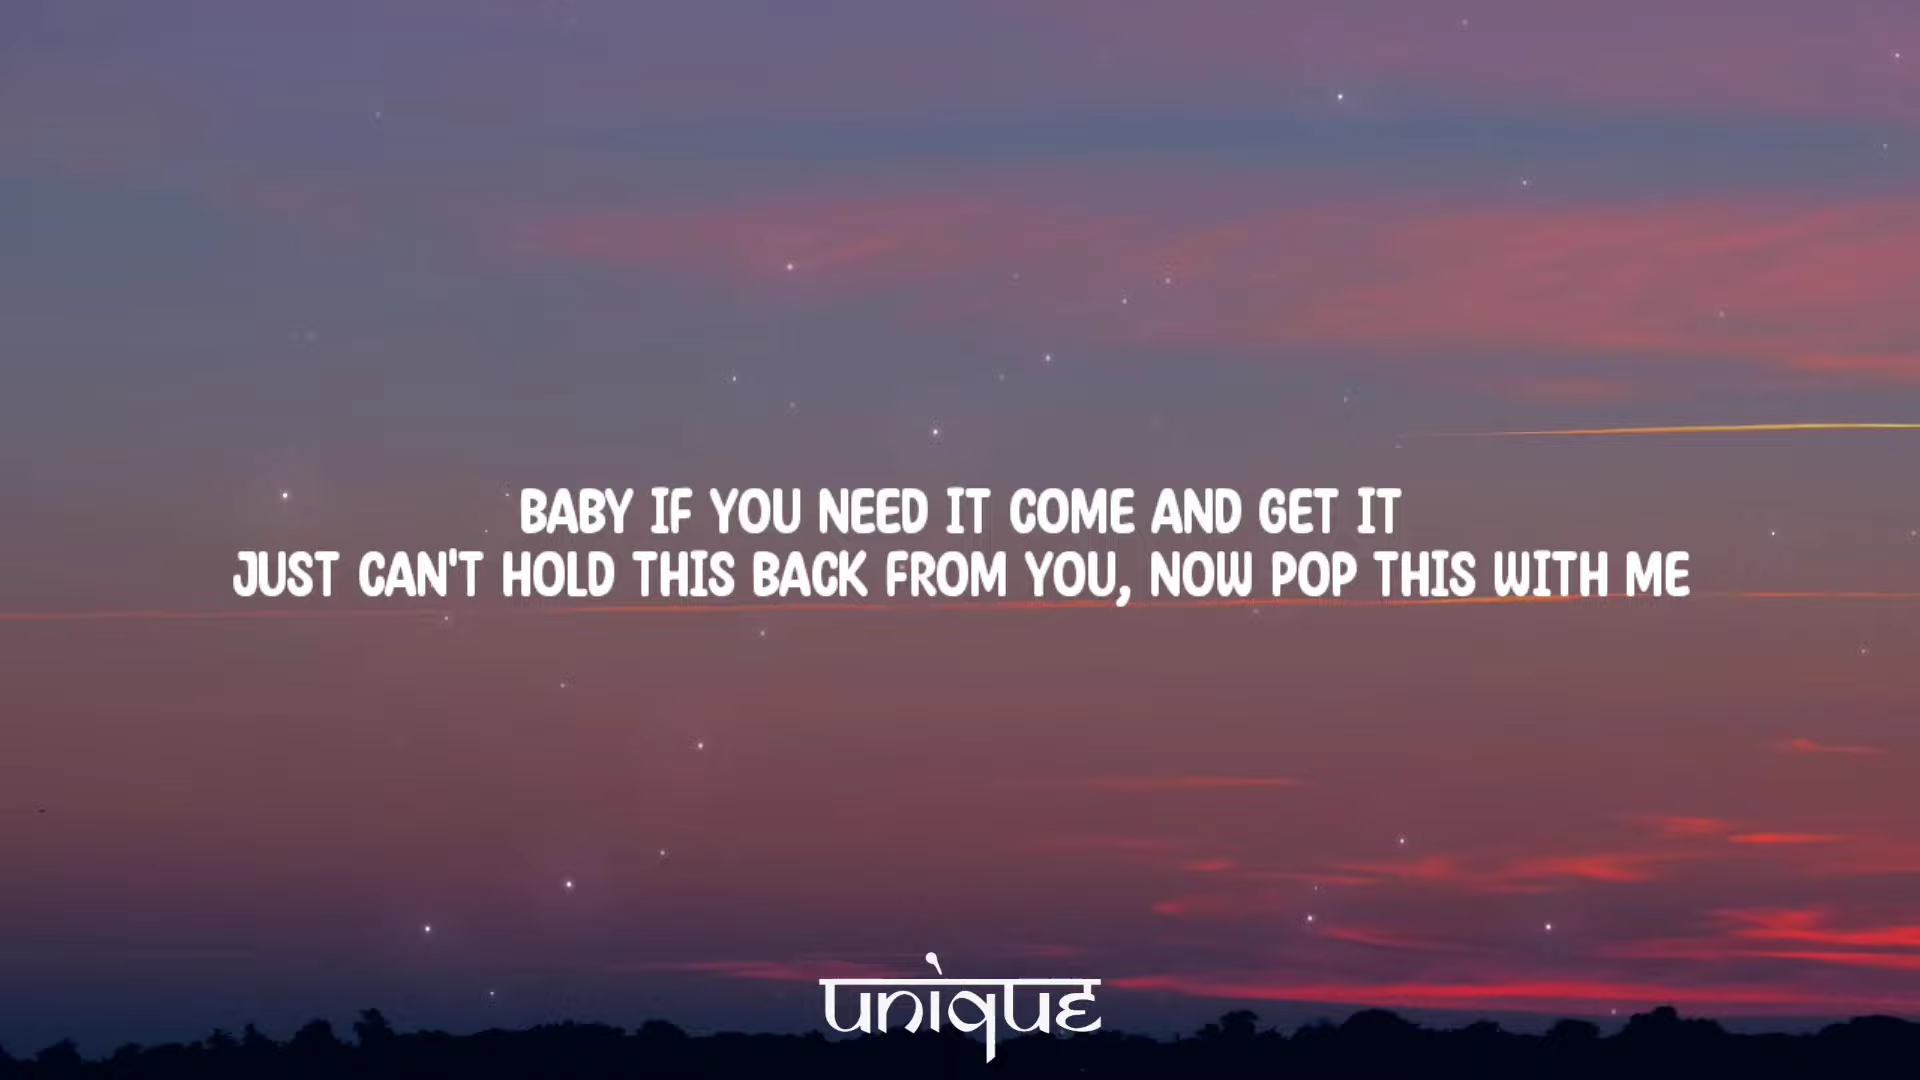 BABY IF YOU NEED IT COME AND GET IT
JUST CAN'T HOLD THIS BACK FROM YOU, NOW POP THIS WITH ME
unique